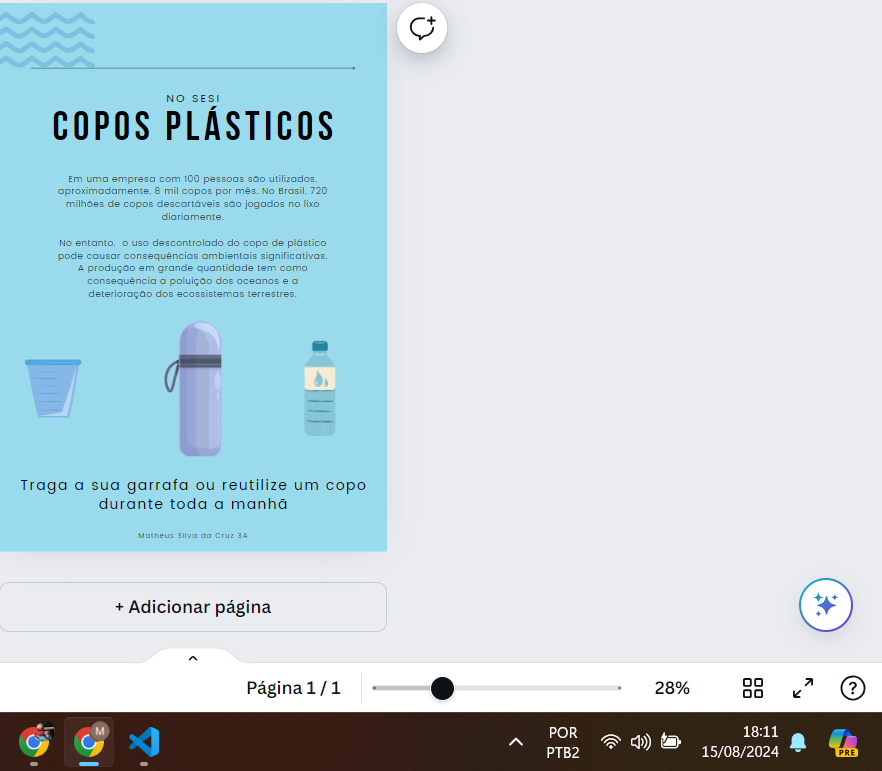 NO SESI
COPOS PLÁSTICOS
Em uma empresa com 100 pessoas são utilizados,
aproximadamente, 8 mil copos por mês. No Brasil, 720
milhões de copos descartáveis são jogados no lixo
diariamente.
No entanto,  o uso descontrolado do copo de plástico
pode causar consequências ambientais significativas.
A produção em grande quantidade tem como
consequência a poluição dos oceanos e a
deterioração dos ecossistemas terrestres.
Traga a sua garrafa ou reutilize um copo
durante toda a manhã
Matheus Silva da Cruz 3A
+ Adicionar página
Página 1 / 1
28%
?
M
POR
PTB2
18:11
15/08/2024
PRE